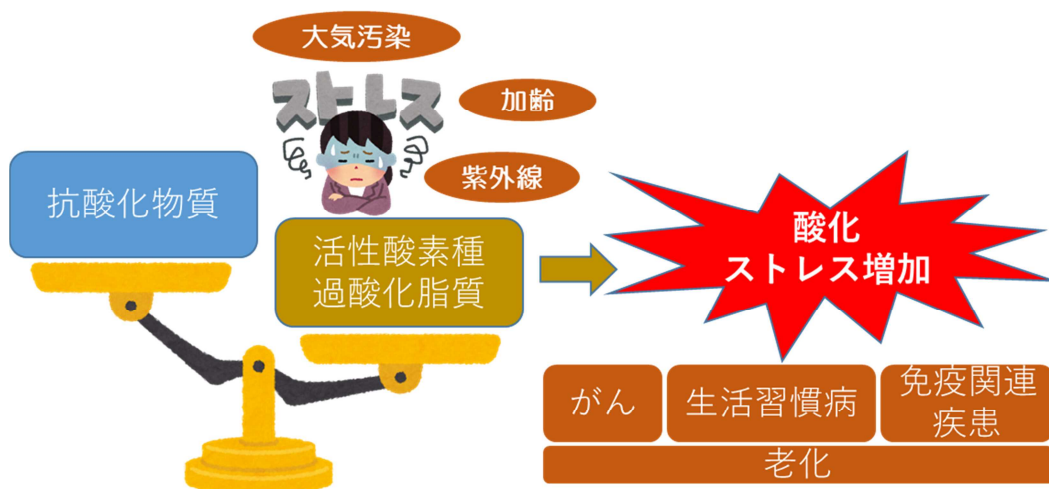 大気汚染
ストレス
加齢
紫外線
抗酸化物質
活性酸素種
過酸化脂質
酸化
ストレス増加
がん
生活習慣病
免疫関連
疾患
老化